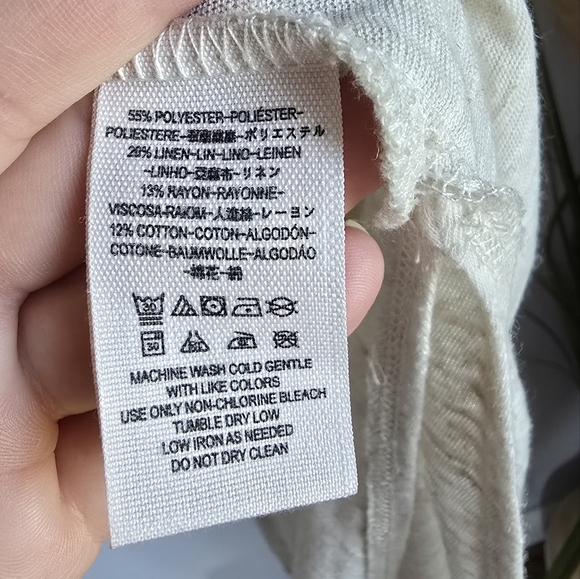 55% POLYESTER-POLIÉSTER-
POLIESTERE-聚酯纖維-ポリエステル
20% LINEN-LIN-LINO-LEINEN
-LINHO-亞麻布-リネン
13% RAYON-RAYONNE-
VISCOSA-RAIOM-人造絲-レーヨン
12% COTTON-COTON-ALGODÓN-
COTONE-BAUMWOLLE-ALGODÃO
-棉花-綿
30
30
MACHINE WASH COLD GENTLE
WITH LIKE COLORS
USE ONLY NON-CHLORINE BLEACH
TUMBLE DRY LOW
LOW IRON AS NEEDED
DO NOT DRY CLEAN